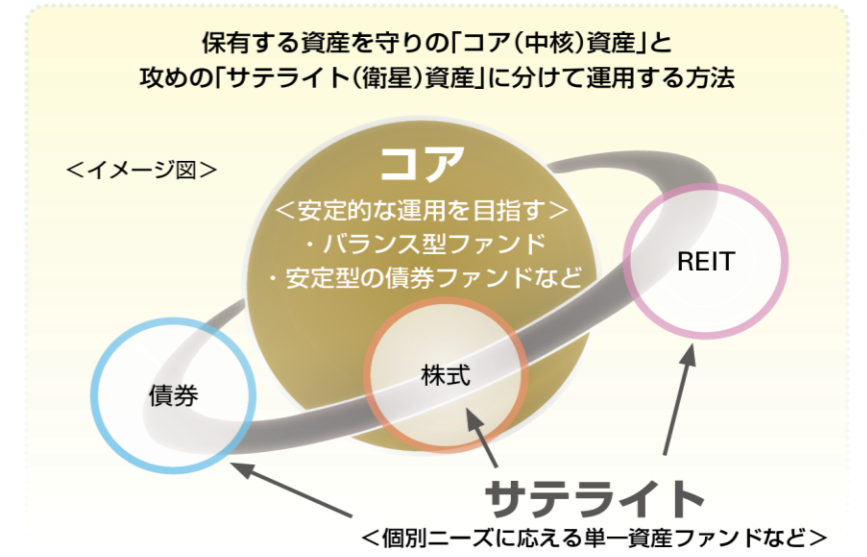 保有する資産を守りの「コア(中核)資産」と
攻めの「サテライト(衛星)資産」に分けて運用する方法
<イメージ図>
コア
<安定的な運用を目指す>
・バランス型ファンド
・安定型の債券ファンドなど
REIT
株式
債券
サテライト
<個別ニーズに応える単一資産ファンドなど>